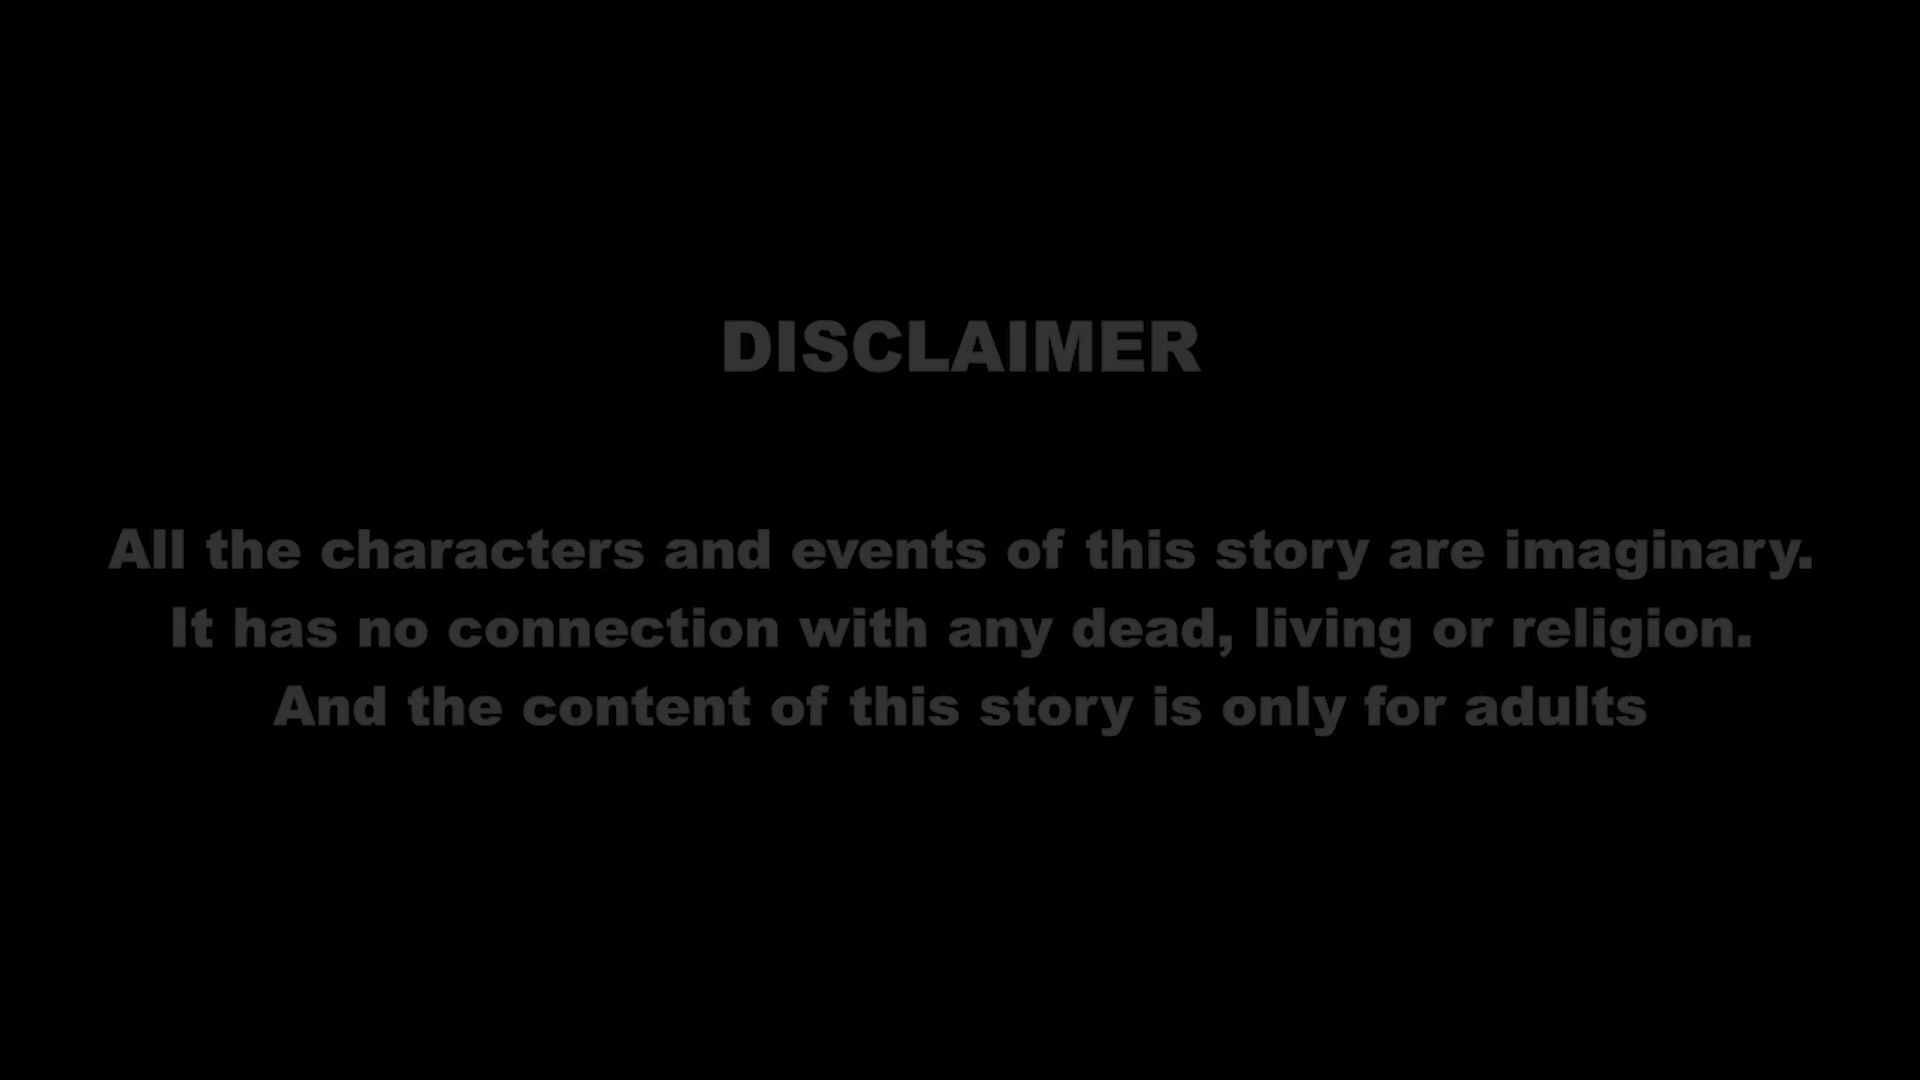 DISCLAIMER
All the characters and events of this story are imaginary.
It has no connection with any dead, living or religion.
And the content of this story is only for adults